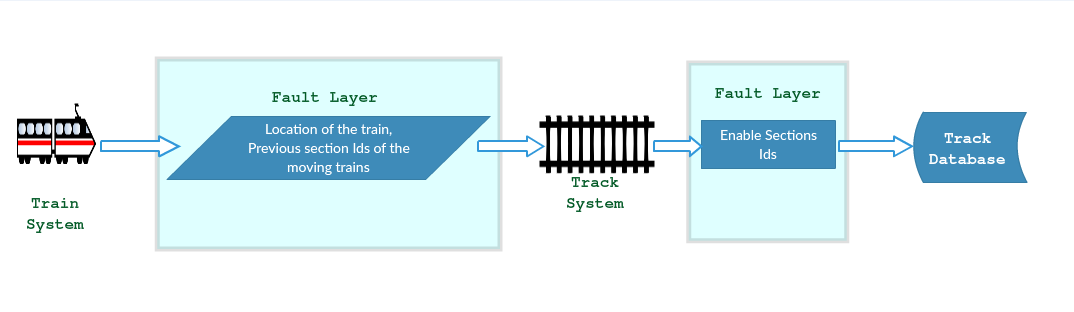 Fault Layer
Location of the train,
Previous section Ids of the
moving trains
Train
System
Track
System
Fault Layer
Enable Sections
Ids
Track
Database